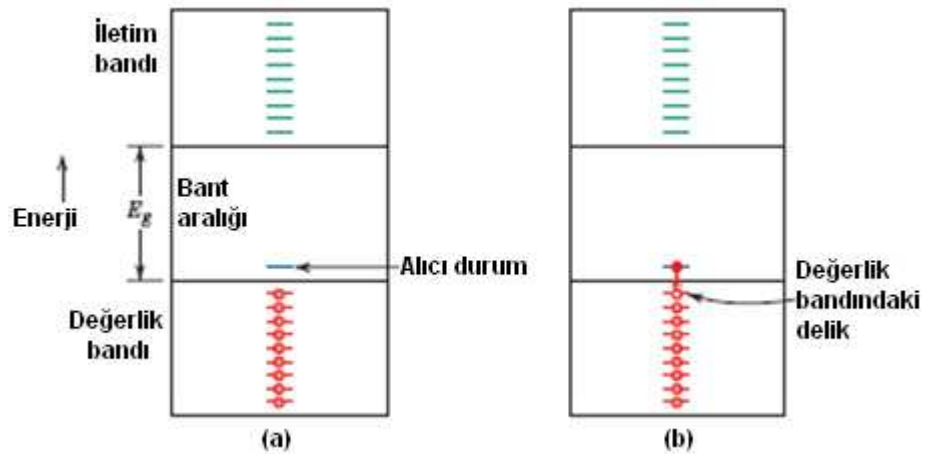 İletim
bandı
Enerji
E_g
Bant
aralığı
Alıcı durum
Değerlik
bandı
Değerlik
bandındaki
delik
(a)
(b)